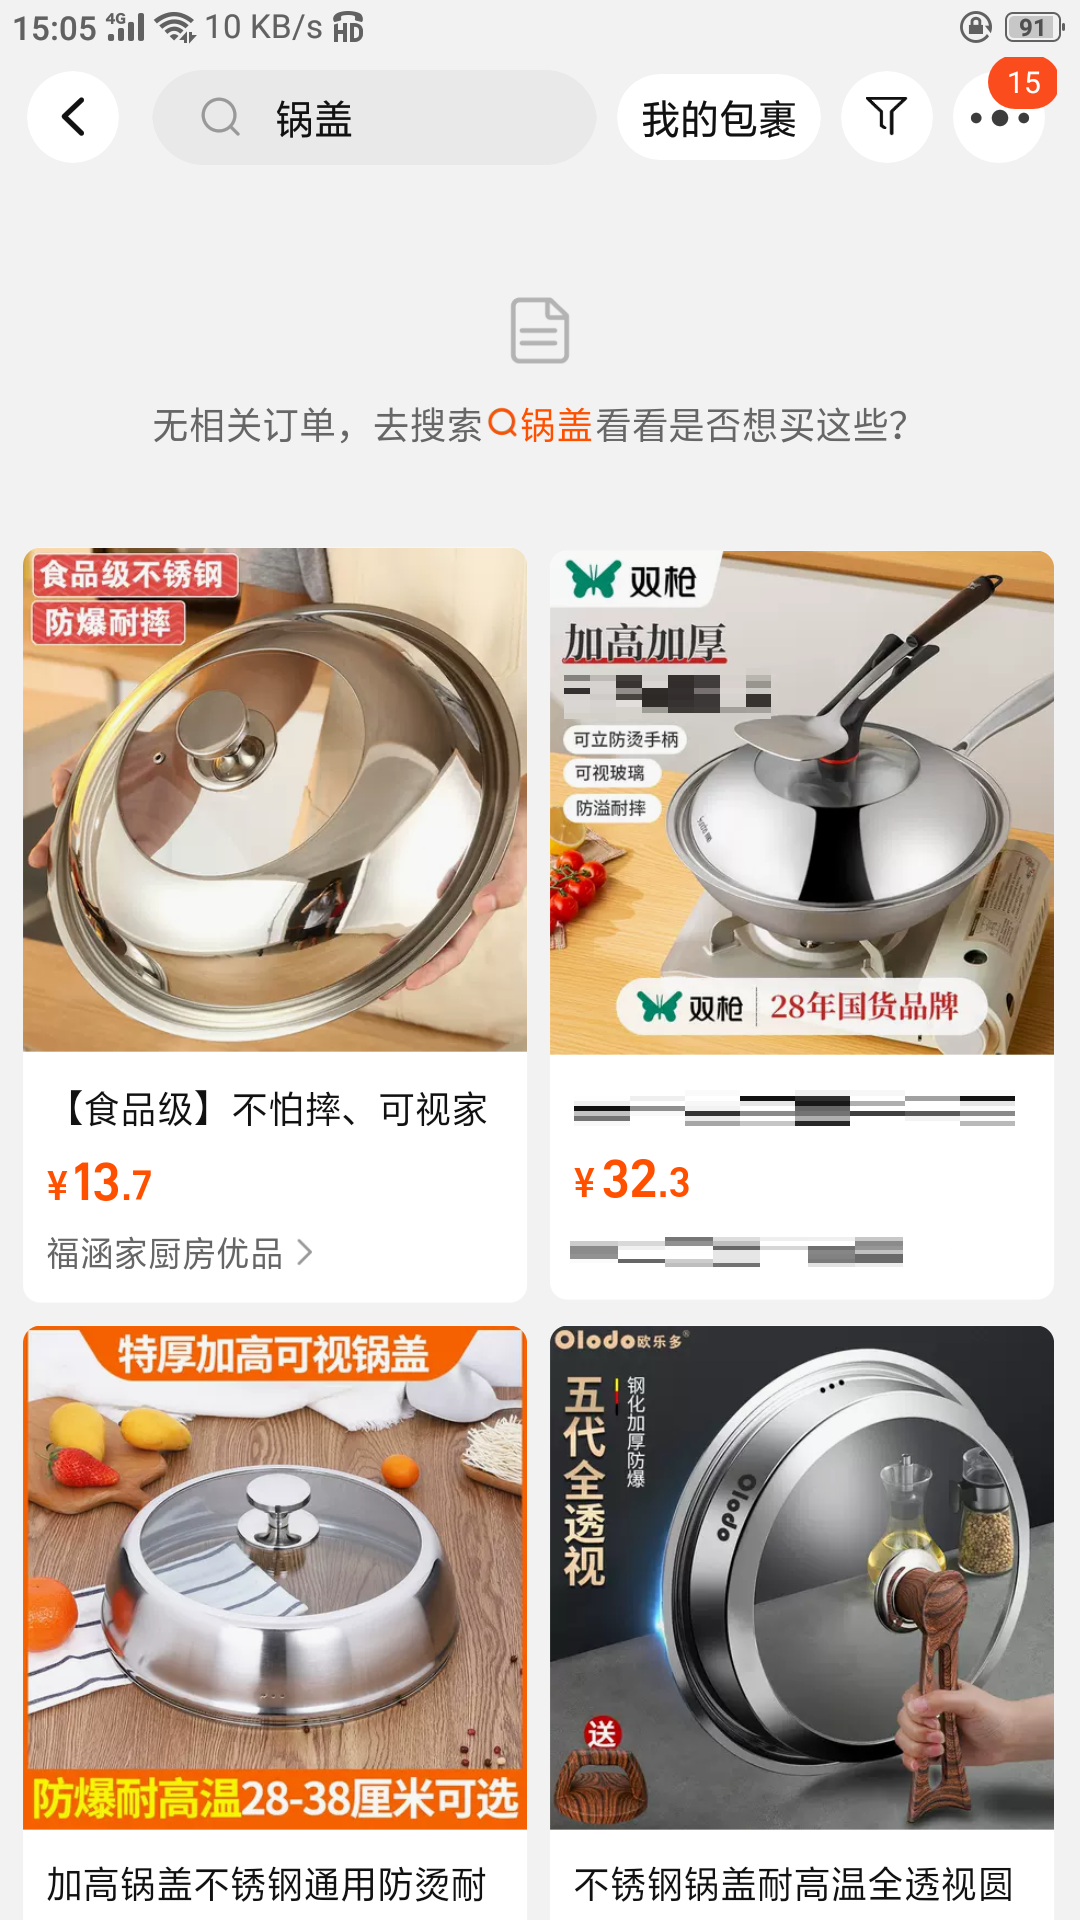 15:05 4G 10 KB/s HD 91
锅盖 我的包裹 15
无相关订单，去搜索锅盖看看是否想买这些？
食品级不锈钢
防爆耐摔
【食品级】不怕摔、可视家
¥13.7
福涵家厨房优品
双枪
加高加厚
可立防烫手柄
可视玻璃
防溢耐摔
双枪 28年国货品牌
¥32.3
特厚加高可视锅盖
防爆耐高温28-38厘米可选
加高锅盖不锈钢通用防烫耐
Olodo欧乐多®
五代全透视
钢化加厚防爆
Olodo
送
不锈钢锅盖耐高温全透视圆